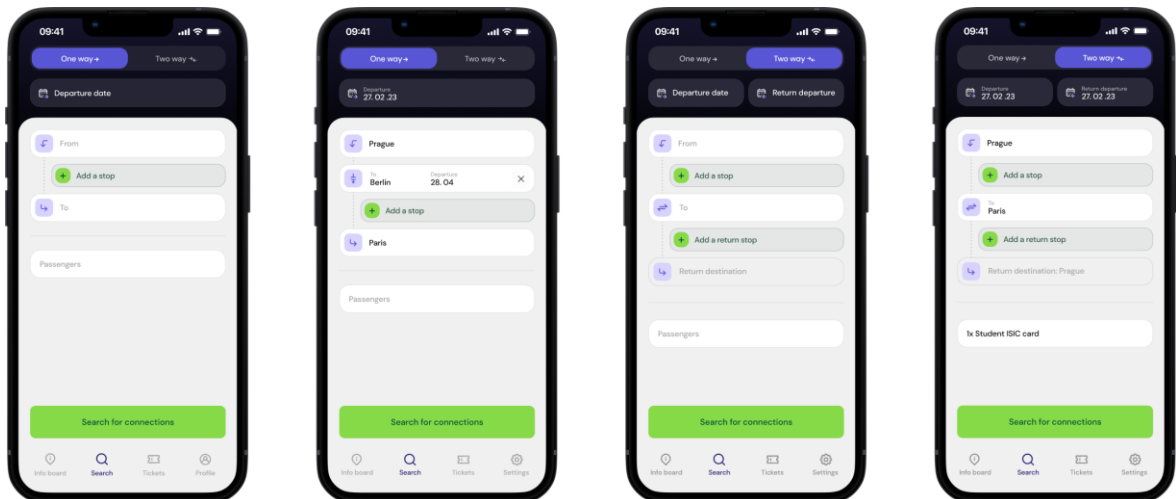 09:41
One way →
Two way
Departure date
From
Add a stop
To
Passengers
Search for connections
Info board
Search
Tickets
Profile
09:41
One way →
Two way
Departure
27. 02 .23
Prague
To
Berlin
Departure
28. 04
Add a stop
Paris
Passengers
Search for connections
Info board
Search
Tickets
Settings
09:41
One way →
Two way
Departure date
Return departure
From
Add a stop
To
Add a return stop
Return destination
Passengers
Search for connections
Info board
Search
Tickets
Settings
09:41
One way →
Two way
Departure
27. 02 .23
Return departure
27. 02 .23
Prague
Add a stop
To
Paris
Add a return stop
Return destination: Prague
1x Student ISIC card
Search for connections
Info board
Search
Tickets
Settings